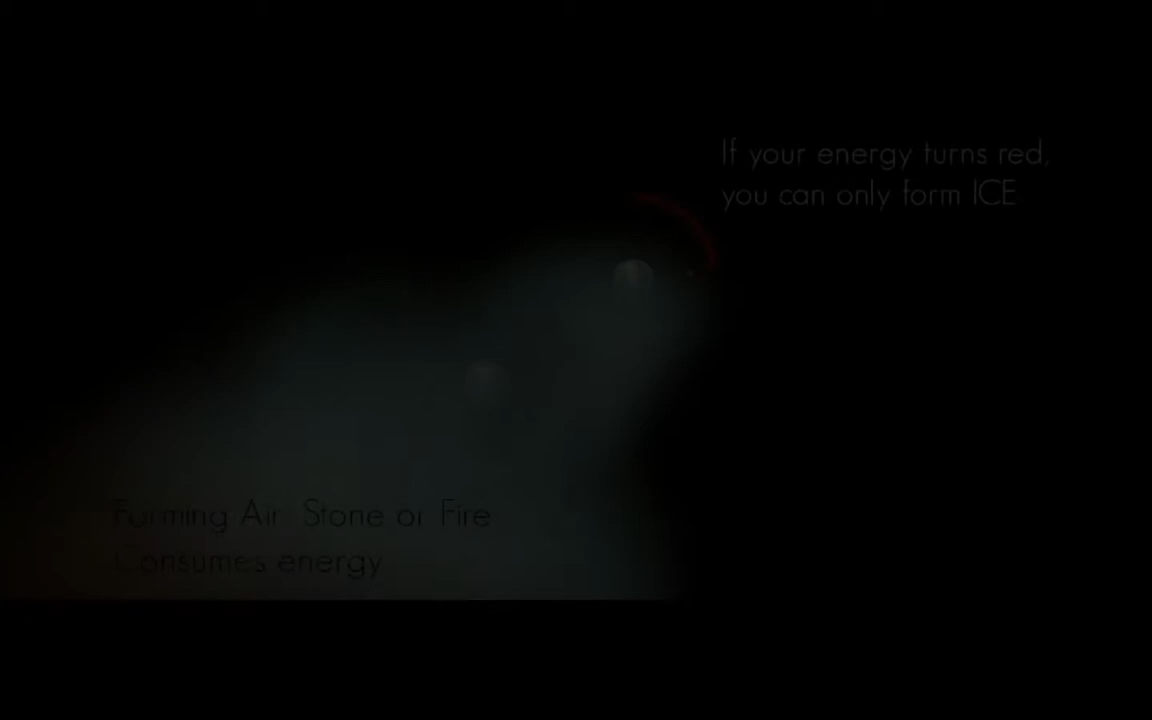 If your energy turns red,
you can only form ICE
Forming Air, Stone or Fire
Consumes energy